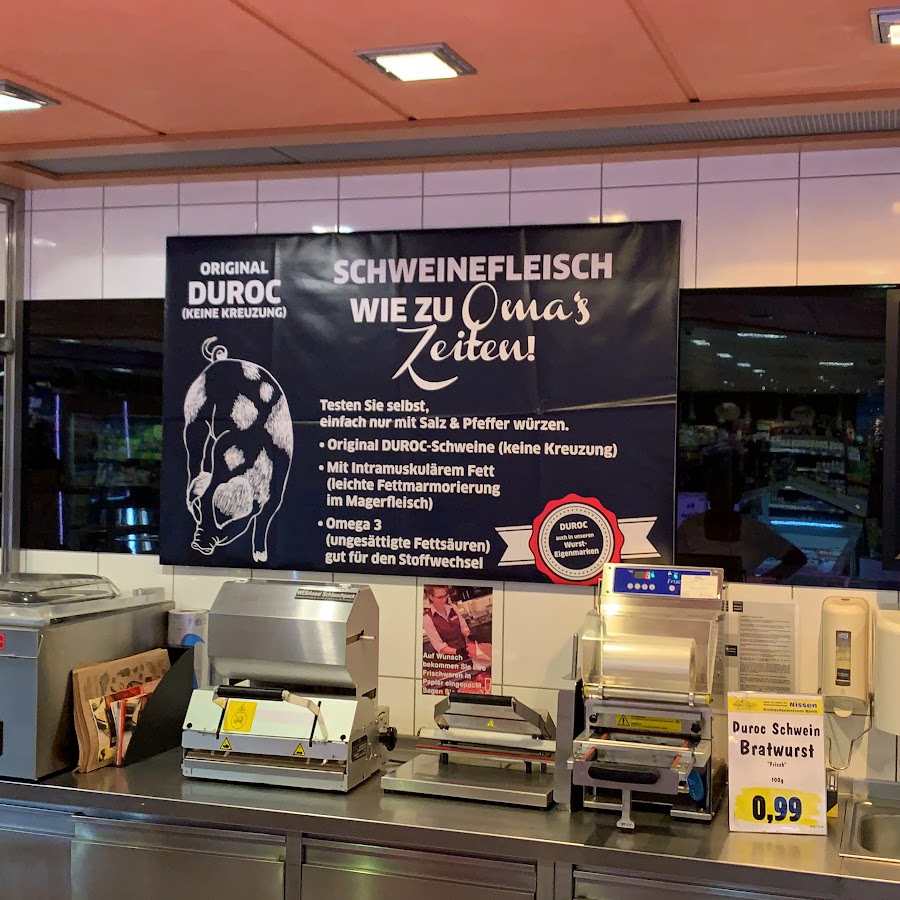 ORIGINAL
DUROC
(KEINE KREUZUNG)
SCHWEINEFLEISCH
WIE ZU Oma's
Zeiten!
Testen Sie selbst,
einfach nur mit Salz & Pfeffer würzen.
• Original DUROC-Schweine (keine Kreuzung)
• Mit Intramuskulärem Fett
(leichte Fettmarmorierung
im Magerfleisch)
• Omega 3
(ungesättigte Fettsäuren)
gut für den Stoffwechsel
DUROC
auch in unseren
Wurst-
Eigenmarken
Auf Wunsch
bekommen Sie
Frischwaren in
Papier eingepackt
Sagen
Nissen
Duroc Schwein
Bratwurst
"Frisch"
100g
0,99